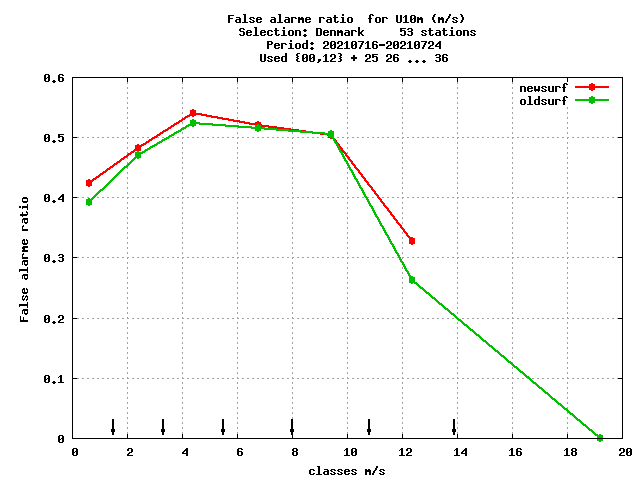 False alarme ratio  for U10m (m/s)
Selection: Denmark     53 stations
Period: 20210716-20210724
Used {00,12} + 25 26 ... 36
newsurf
oldsurf
0.6
0.5
0.4
0.3
0.2
0.1
0
False alarme ratio
0 2 4 6 8 10 12 14 16 18 20
classes m/s